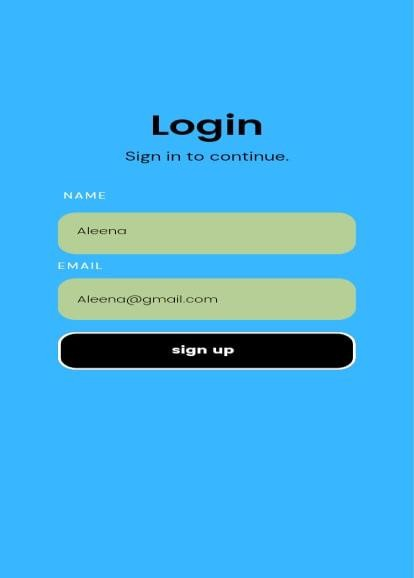 Login
Sign in to continue.
NAME
Aleena
EMAIL
Aleena@gmail.com
sign up